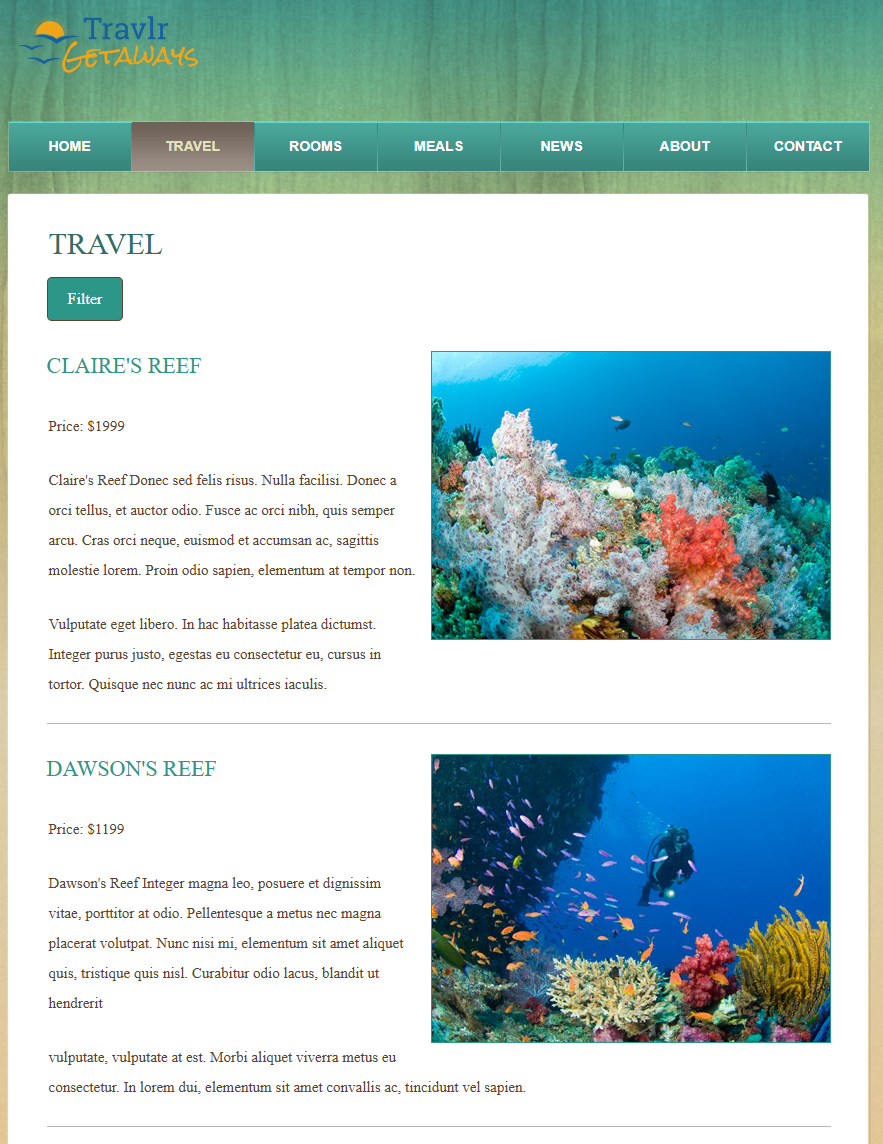 Travlr
Getaways
HOME TRAVEL ROOMS MEALS NEWS ABOUT CONTACT
TRAVEL
Filter
CLAIRE'S REEF
Price: $1999
Claire's Reef Donec sed felis risus. Nulla facilisi. Donec a
orci tellus, et auctor odio. Fusce ac orci nibh, quis semper
arcu. Cras orci neque, euismod et accumsan ac, sagittis
molestie lorem. Proin odio sapien, elementum at tempor non.
Vulputate eget libero. In hac habitasse platea dictumst.
Integer purus justo, egestas eu consectetur eu, cursus in
tortor. Quisque nec nunc ac mi ultrices iaculis.
DAWSON'S REEF
Price: $1199
Dawson's Reef Integer magna leo, posuere et dignissim
vitae, porttitor at odio. Pellentesque a metus nec magna
placerat volutpat. Nunc nisi mi, elementum sit amet aliquet
quis, tristique quis nisl. Curabitur odio lacus, blandit ut
hendrerit
vulputate, vulputate at est. Morbi aliquet viverra metus eu
consectetur. In lorem dui, elementum sit amet convallis ac, tincidunt vel sapien.